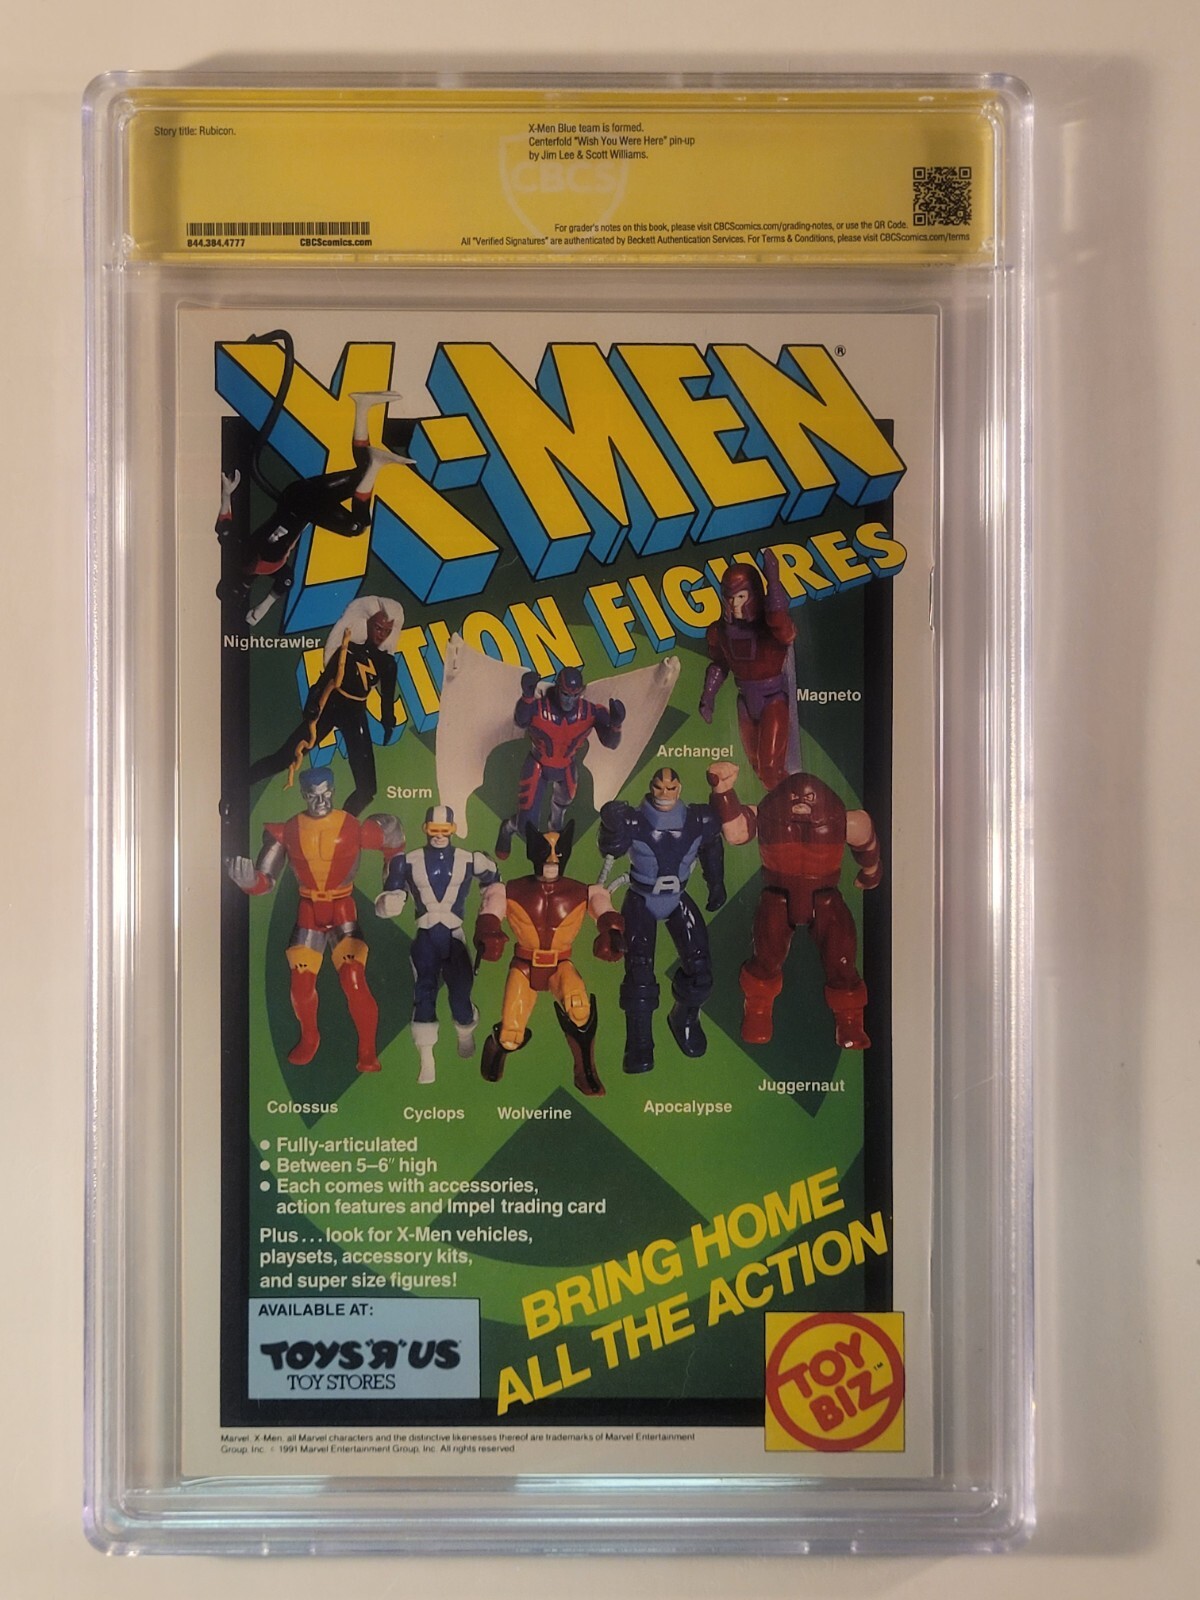 Story title: Rubicon.
X-Men Blue team is formed.
Centerfold "Wish You Were Here" pin-up
by Jim Lee & Scott Williams.
CBCS
844.384.4777
CBCScomics.com
For grader's notes on this book, please visit CBCScomics.com/grading-notes, or use the QR Code.
All "Verified Signatures" are authenticated by Beckett Authentication Services. For Terms & Conditions, please visit CBCScomics.com/terms
X-MEN®
ACTION FIGURES
Nightcrawler
Magneto
Archangel
Storm
A
Juggernaut
Colossus
Cyclops
Wolverine
Apocalypse
● Fully-articulated
● Between 5–6" high
● Each comes with accessories,
action features and Impel trading card
Plus...look for X-Men vehicles,
playsets, accessory kits,
and super size figures!
BRING HOME
ALL THE ACTION
AVAILABLE AT:
TOYS "R" US
TOY STORES
TOY BIZ™
Marvel, X-Men, all Marvel characters and the distinctive likenesses thereof are trademarks of Marvel Entertainment
Group, Inc. © 1991 Marvel Entertainment Group, Inc. All rights reserved.